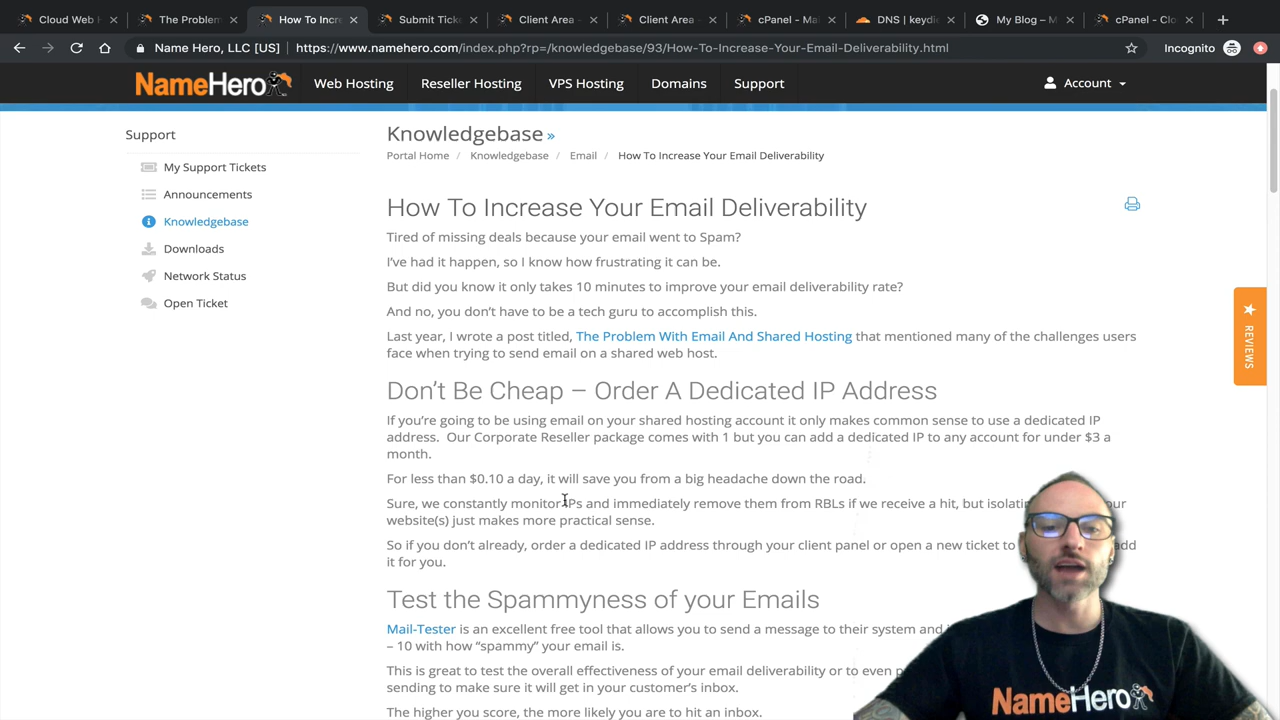 Cloud Web H
The Problem
How To Incre
Submit Ticke
Client Area -
Client Area -
cPanel - Mai
DNS | keydie
My Blog – M
cPanel - Clo
Name Hero, LLC [US] | https://www.namehero.com/index.php?rp=/knowledgebase/93/How-To-Increase-Your-Email-Deliverability.html
Incognito
NameHero
Web Hosting
Reseller Hosting
VPS Hosting
Domains
Support
Account
Support
My Support Tickets
Announcements
Knowledgebase
Downloads
Network Status
Open Ticket
Knowledgebase »
Portal Home / Knowledgebase / Email / How To Increase Your Email Deliverability
How To Increase Your Email Deliverability
Tired of missing deals because your email went to Spam?
I've had it happen, so I know how frustrating it can be.
But did you know it only takes 10 minutes to improve your email deliverability rate?
And no, you don't have to be a tech guru to accomplish this.
Last year, I wrote a post titled, The Problem With Email And Shared Hosting that mentioned many of the challenges users
face when trying to send email on a shared web host.
Don't Be Cheap – Order A Dedicated IP Address
If you're going to be using email on your shared hosting account it only makes common sense to use a dedicated IP
address. Our Corporate Reseller package comes with 1 but you can add a dedicated IP to any account for under $3 a
month.
For less than $0.10 a day, it will save you from a big headache down the road.
Sure, we constantly monitor IPs and immediately remove them from RBLs if we receive a hit, but isolatin
website(s) just makes more practical sense.
So if you don't already, order a dedicated IP address through your client panel or open a new ticket to add
it for you.
Test the Spammyness of your Emails
Mail-Tester is an excellent free tool that allows you to send a message to their system and
– 10 with how "spammy" your email is.
This is great to test the overall effectiveness of your email deliverability or to even
sending to make sure it will get in your customer's inbox.
The higher you score, the more likely you are to hit an inbox.
REVIEWS
NAMEHERO